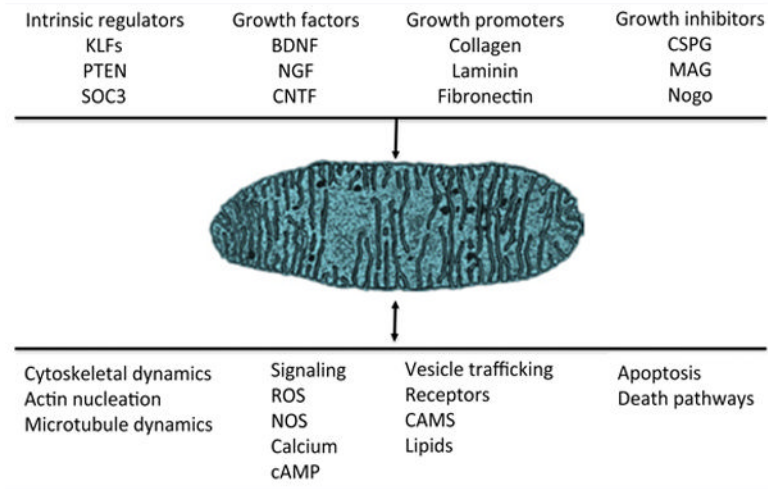 Intrinsic regulators
KLFs
PTEN
SOC3
Growth factors
BDNF
NGF
CNTF
Growth promoters
Collagen
Laminin
Fibronectin
Growth inhibitors
CSPG
MAG
Nogo
Cytoskeletal dynamics
Actin nucleation
Microtubule dynamics
Signaling
ROS
NOS
Calcium
cAMP
Vesicle trafficking
Receptors
CAMS
Lipids
Apoptosis
Death pathways